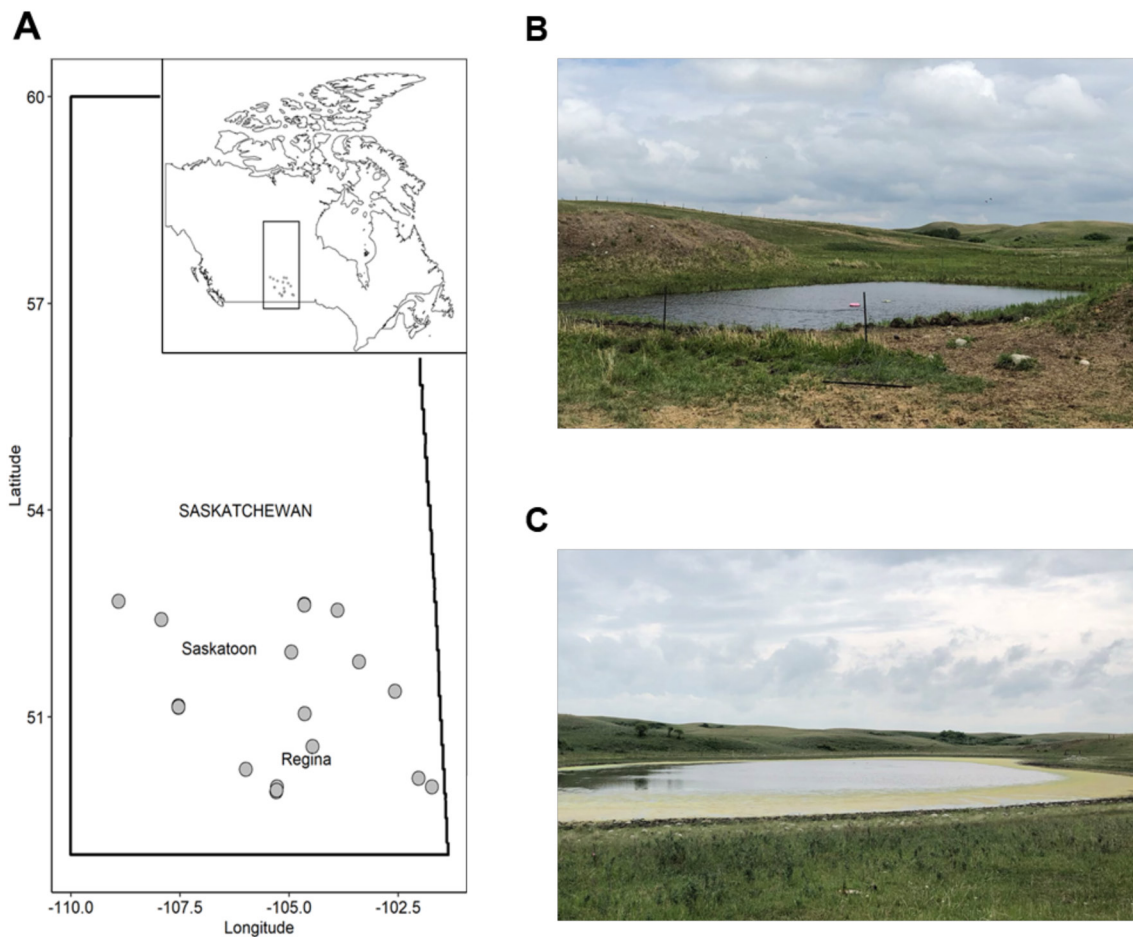 A
B
60
57
Latitude
54
SASKATCHEWAN
Saskatoon
51
Regina
-110.0
-107.5
-105.0
-102.5
Longitude
C